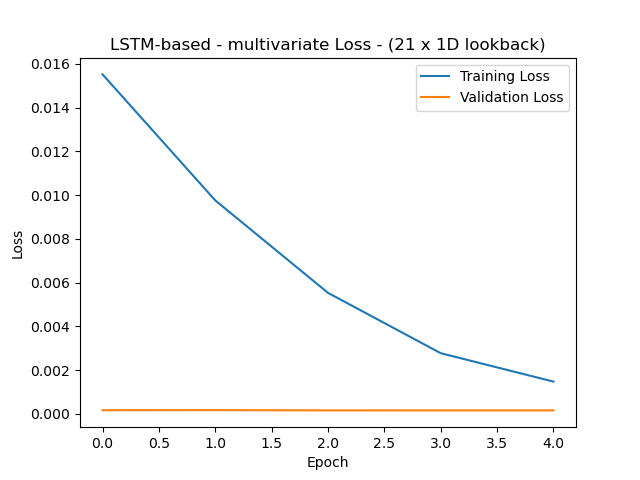 LSTM-based - multivariate Loss - (21 x 1D lookback)
Training Loss
Validation Loss
0.016
0.014
0.012
0.010
0.008
0.006
0.004
0.002
0.000
Loss
0.0 0.5 1.0 1.5 2.0 2.5 3.0 3.5 4.0
Epoch